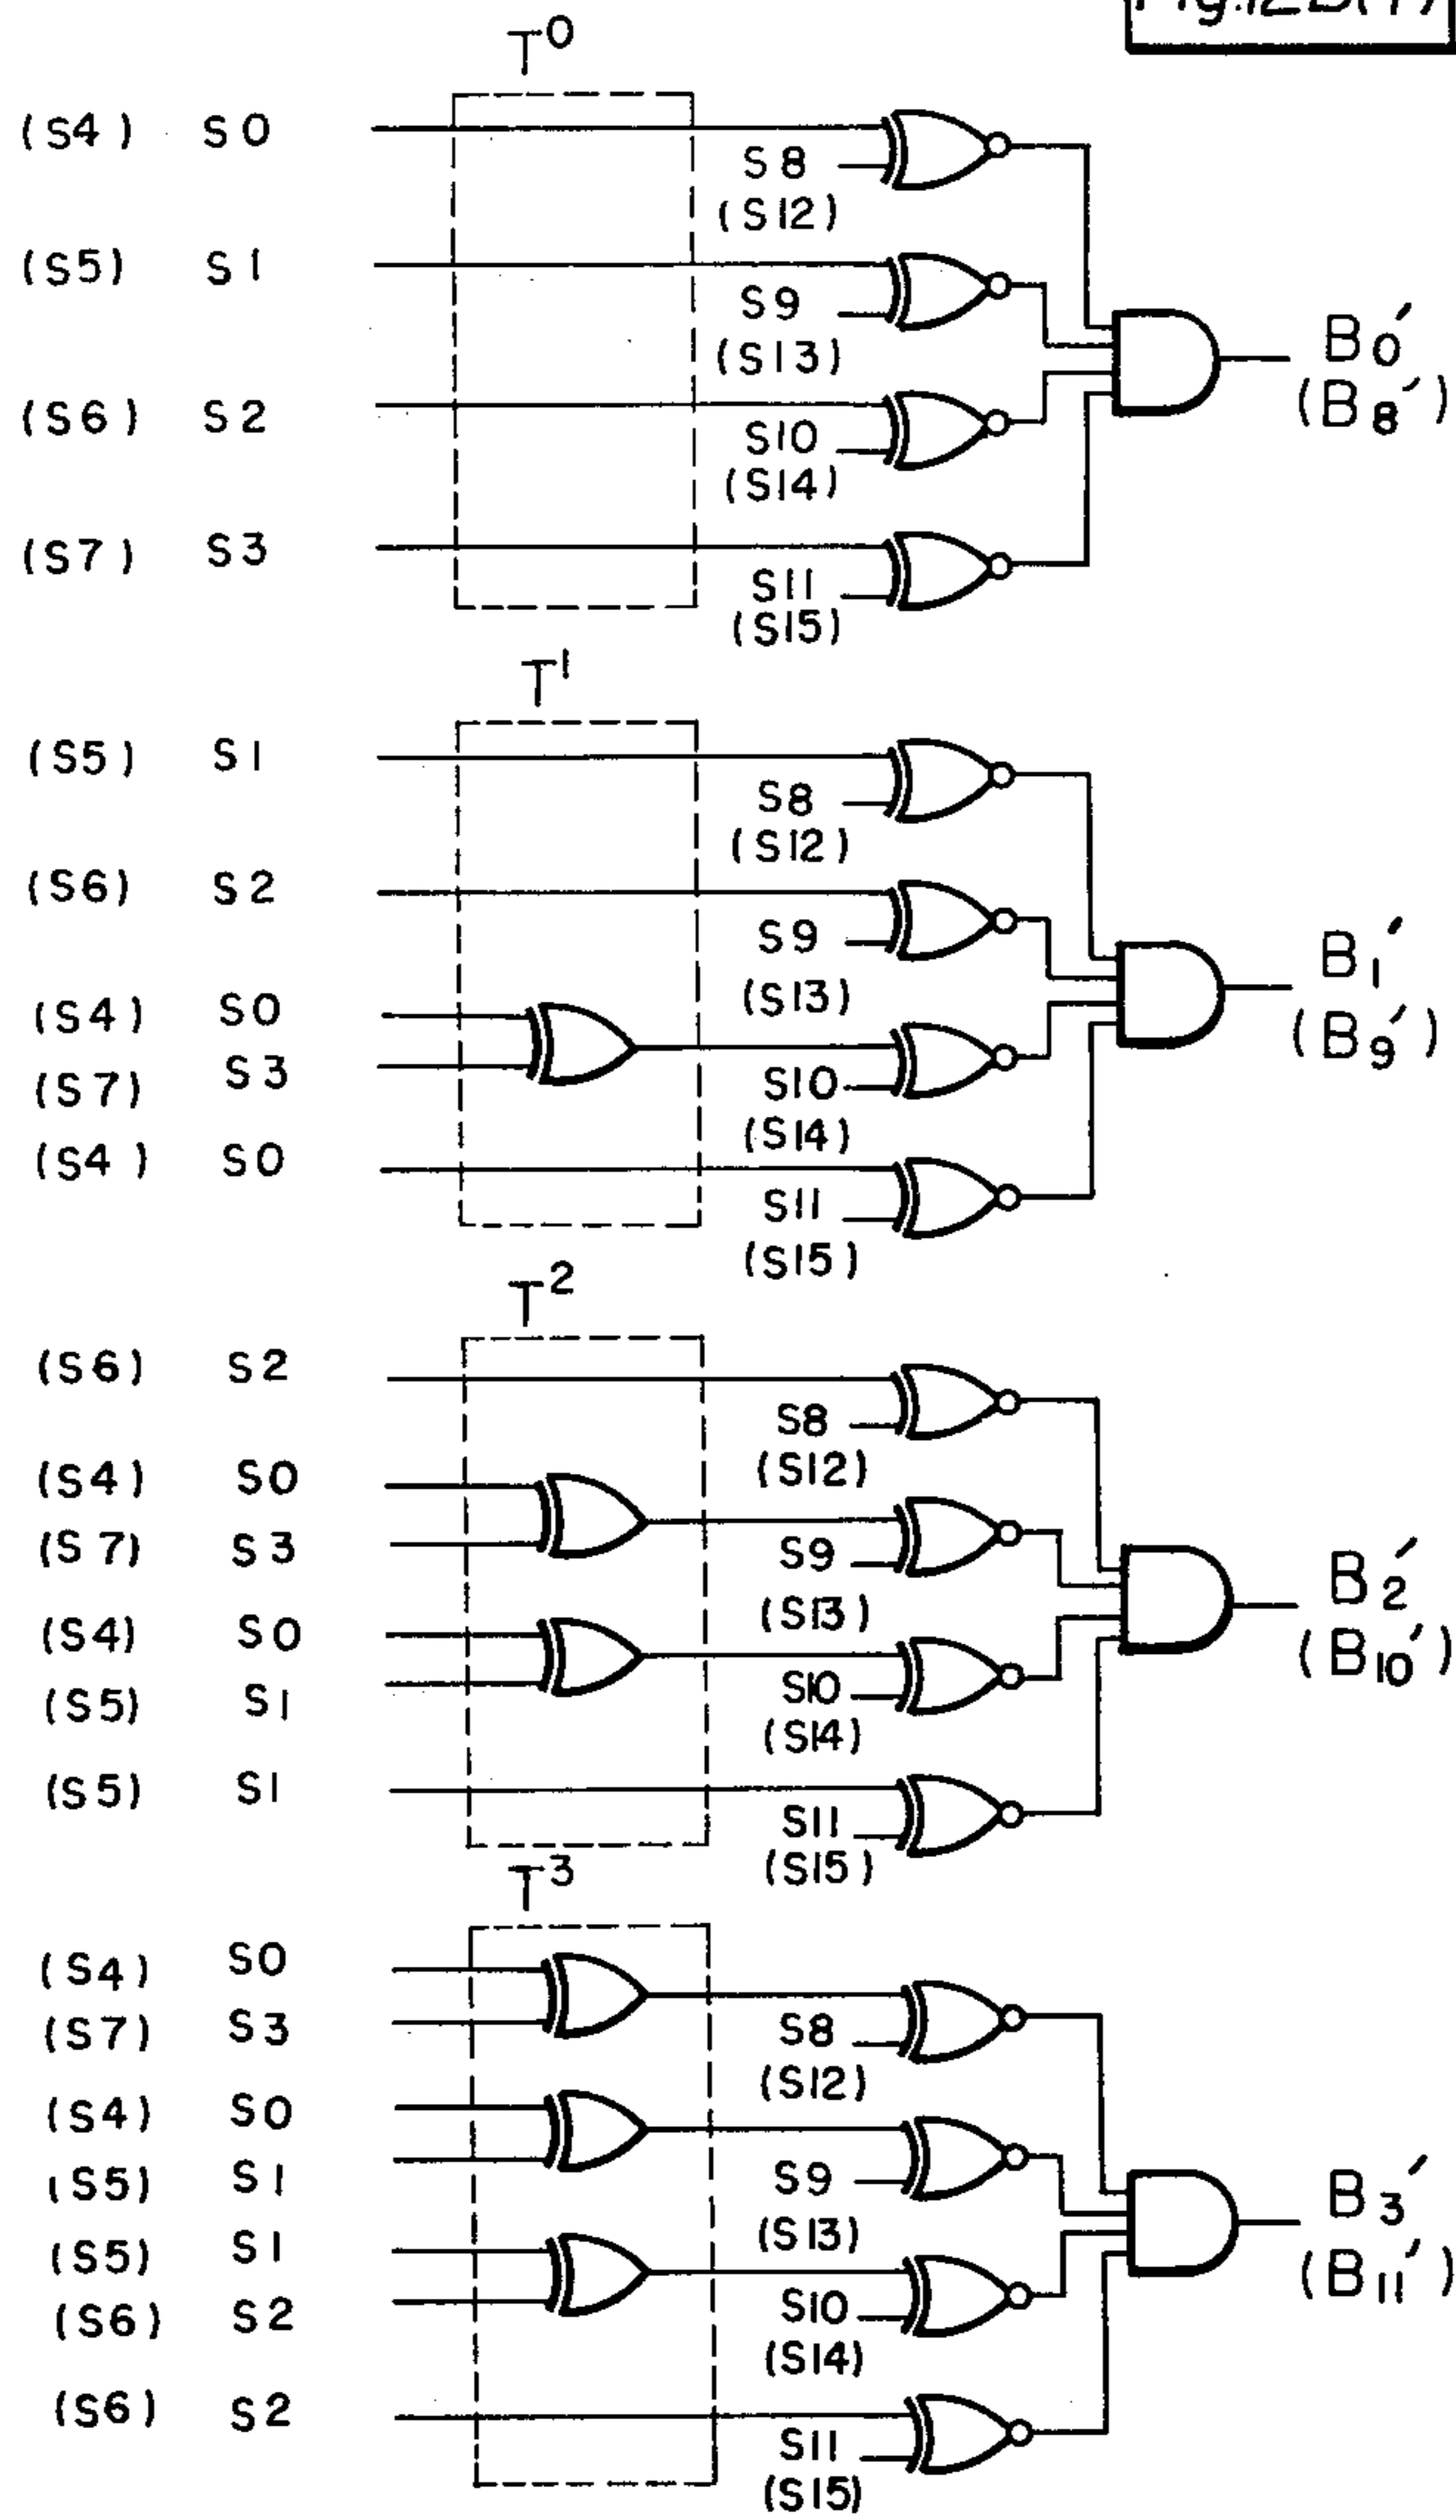 Fig.12B(1)
T⁰
(S4) S0
S8
(S12)
(S5) S1
S9
(S13)
B₀′
(B₈′)
(S6) S2
S10
(S14)
(S7) S3
S11
(S15)
T¹
(S5) S1
S8
(S12)
(S6) S2
S9
(S13)
B₁′
(B₉′)
(S4) S0
(S7) S3
S10
(S14)
(S4) S0
S11
(S15)
T²
(S6) S2
S8
(S12)
(S4) S0
(S7) S3
S9
(S13)
B₂′
(B₁₀′)
(S4) S0
(S5) S1
S10
(S14)
(S5) S1
S11
(S15)
T³
(S4) S0
(S7) S3
S8
(S12)
(S4) S0
(S5) S1
S9
(S13)
B₃′
(B₁₁′)
(S5) S1
(S6) S2
S10
(S14)
(S6) S2
S11
(S15)